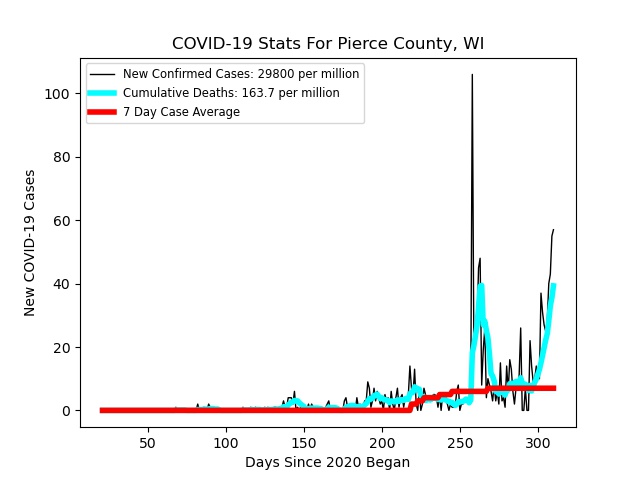 COVID-19 Stats For Pierce County, WI
New Confirmed Cases: 29800 per million
Cumulative Deaths: 163.7 per million
7 Day Case Average
New COVID-19 Cases
100
80
60
40
20
0
50
100
150
200
250
300
Days Since 2020 Began